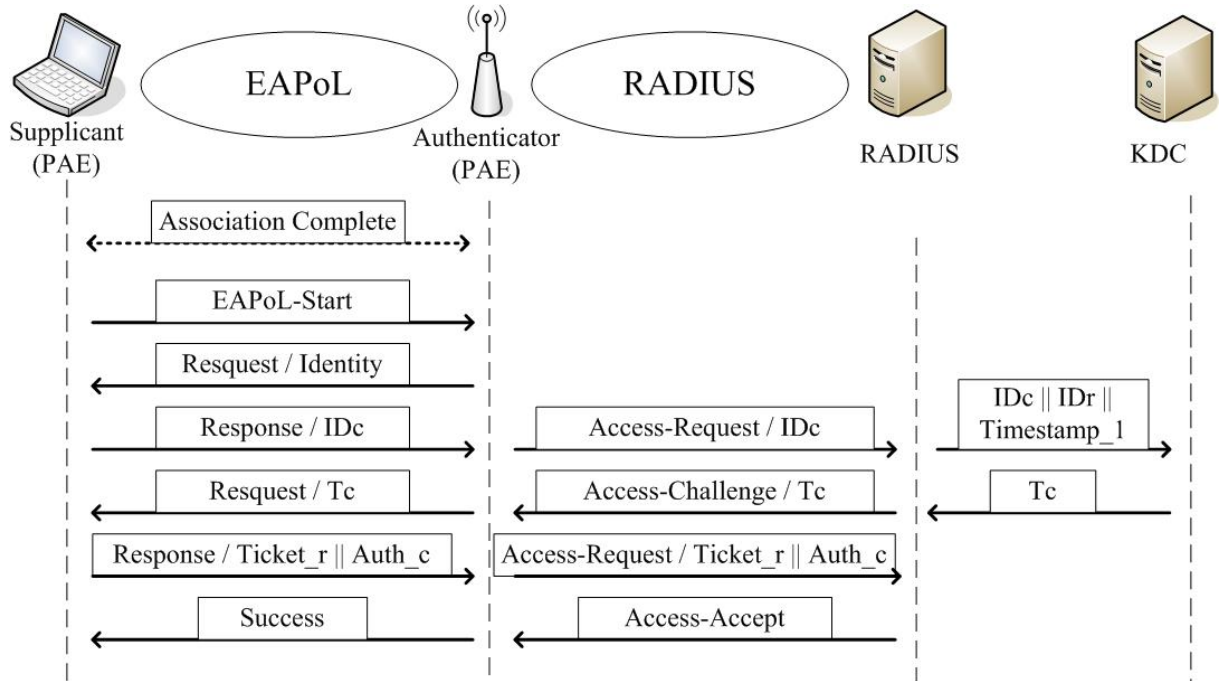 EAPoL
RADIUS
Supplicant
(PAE)
Authenticator
(PAE)
RADIUS
KDC
Association Complete
EAPoL-Start
Resquest / Identity
Response / IDc
Access-Request / IDc
IDc || IDr ||
Timestamp_1
Resquest / Tc
Access-Challenge / Tc
Tc
Response / Ticket_r || Auth_c
Access-Request / Ticket_r || Auth_c
Success
Access-Accept